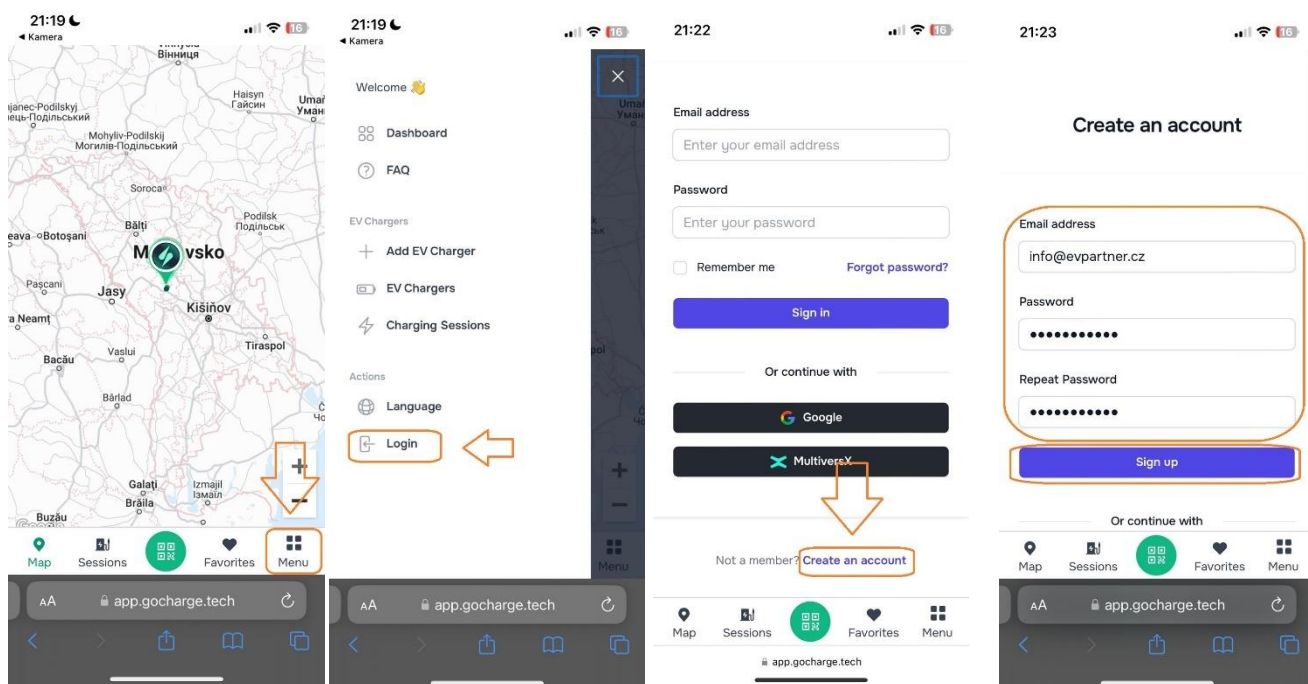 21:19
16
◀ Kamera
Вінниця
Haisyn
Гайсин
Умань
Mohyliv-Podilskij
Могилів-Подільський
Soroca
Podilsk
Подільськ
Bălți
Botoșani
Pașcani
Jasy
Kišiňov
Tiraspol
Vaslui
Bacău
Bârlad
Galați
Izmajil
Ізмаїл
Brăila
Buzău
+
−
Map
Sessions
Favorites
Menu
AA
app.gocharge.tech
21:19
16
◀ Kamera
Welcome 👋
Dashboard
FAQ
EV Chargers
Add EV Charger
EV Chargers
Charging Sessions
Actions
Language
Login
+
−
Menu
AA
app.gocharge.tech
21:22
16
Email address
Enter your email address
Password
Enter your password
Remember me
Forgot password?
Sign in
Or continue with
Google
MultiversX
Not a member? Create an account
Map
Sessions
Favorites
Menu
app.gocharge.tech
21:23
16
Create an account
Email address
info@evpartner.cz
Password
•••••••••••
Repeat Password
•••••••••••
Sign up
Or continue with
Map
Sessions
Favorites
Menu
AA
app.gocharge.tech